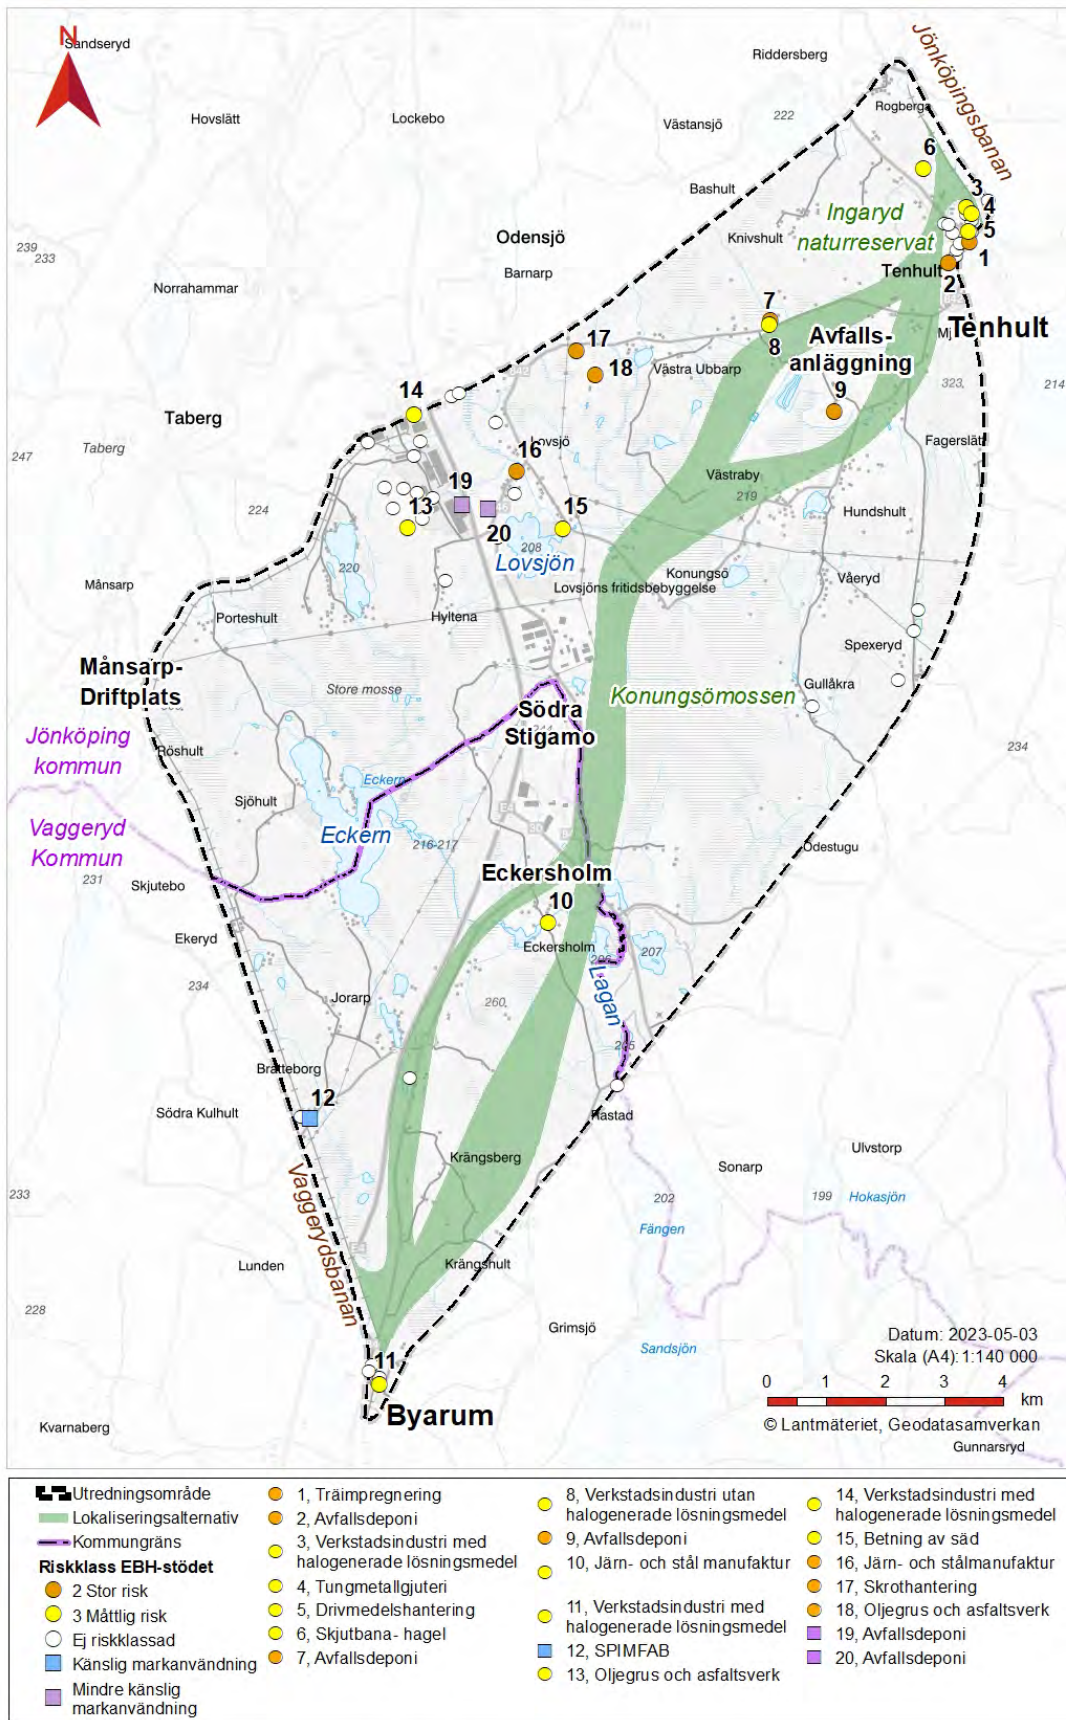 N
Sandseryd
Riddersberg
Jönköpingsbanan
Rogberga
Hovslätt
Lockebo
Västansjö
222
6
Bashult
3
4
Ingaryd
naturreservat
5
239
233
Odensjö
Knivshult
1
Barnarp
Tenhult
2
Norrahammar
7
Tenhult
8
Avfalls-
anläggning
17
18
Västra Ubbarp
323
214
9
14
Taberg
Fagerslätt
Taberg
Lovsjö
247
16
Västraby
19
219
224
13
15
Hundshult
20
208
Lovsjön
220
Konungsö
Våeryd
Månsarp
Lovsjöns fritidsbebyggelse
Porteshult
Hyltena
Spexeryd
Månsarp-
Driftplats
Store mosse
Konungsömossen
Gullåkra
Södra
Stigamo
Jönköping
kommun
Röshult
234
Eckern
Sjöhult
Vaggeryd
Kommun
Eckern
216-217
Odestugu
231
Skjutebo
Eckersholm
10
Ekeryd
Eckersholm
206
207
234
Lagan
Jorarp
260
205
Bratteborg
12
Södra Kulhult
Hastad
Ulvstorp
Krängsberg
Sonarp
233
202
199
Hokasjön
Fängen
Vaggerydsbanan
Lunden
Krängshult
228
Grimsjö
Sandsjön
Datum: 2023-05-03
Skala (A4): 1:140 000
11
0 1 2 3 4
km
Byarum
© Lantmäteriet, Geodatasamverkan
Kvarnaberg
Gunnarsryd
Utredningsområde
Lokaliseringsalternativ
Kommungräns
Riskklass EBH-stödet
2 Stor risk
3 Måttlig risk
Ej riskklassad
Känslig markanvändning
Mindre känslig
markanvändning
1, Träimpregnering
2, Avfallsdeponi
3, Verkstadsindustri med
halogenerade lösningsmedel
4, Tungmetallgjuteri
5, Drivmedelshantering
6, Skjutbana- hagel
7, Avfallsdeponi
8, Verkstadsindustri utan
halogenerade lösningsmedel
9, Avfallsdeponi
10, Järn- och stål manufaktur
11, Verkstadsindustri med
halogenerade lösningsmedel
12, SPIMFAB
13, Oljegrus och asfaltsverk
14, Verkstadsindustri med
halogenerade lösningsmedel
15, Betning av säd
16, Järn- och stålmanufaktur
17, Skrothantering
18, Oljegrus och asfaltsverk
19, Avfallsdeponi
20, Avfallsdeponi